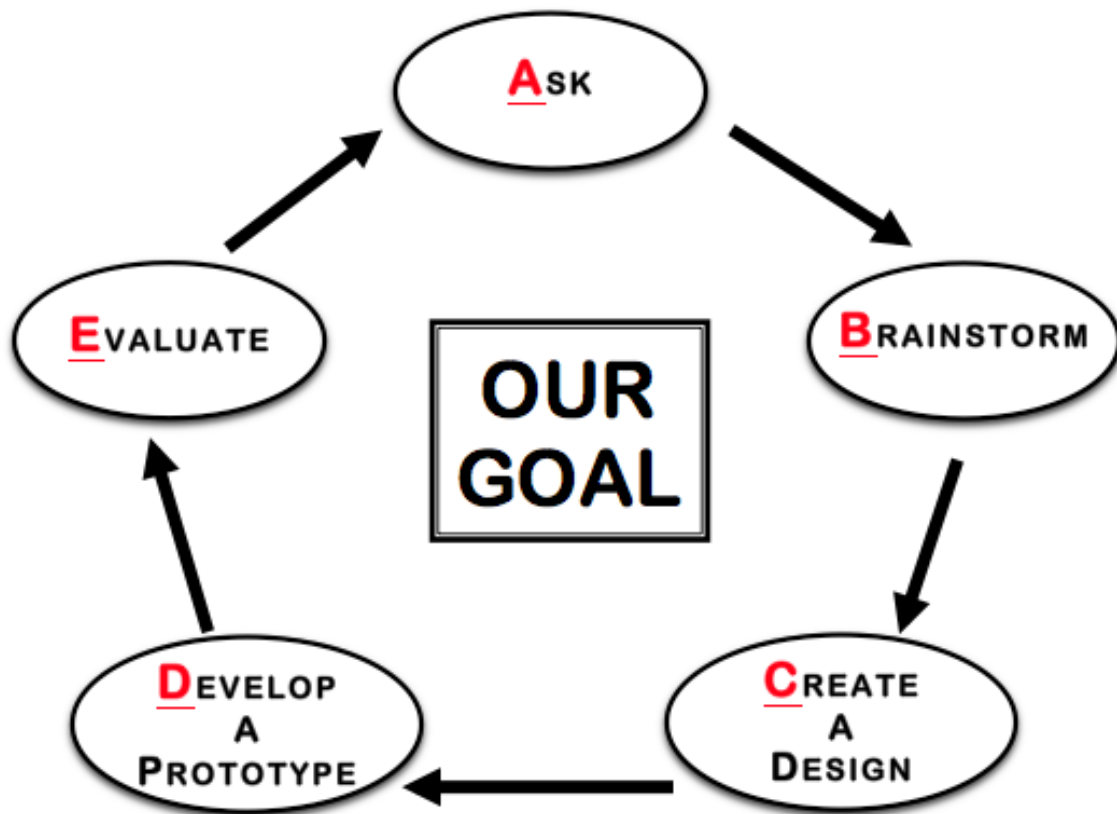 ASK
BRAINSTORM
CREATE
A
DESIGN
DEVELOP
A
PROTOTYPE
EVALUATE
OUR
GOAL